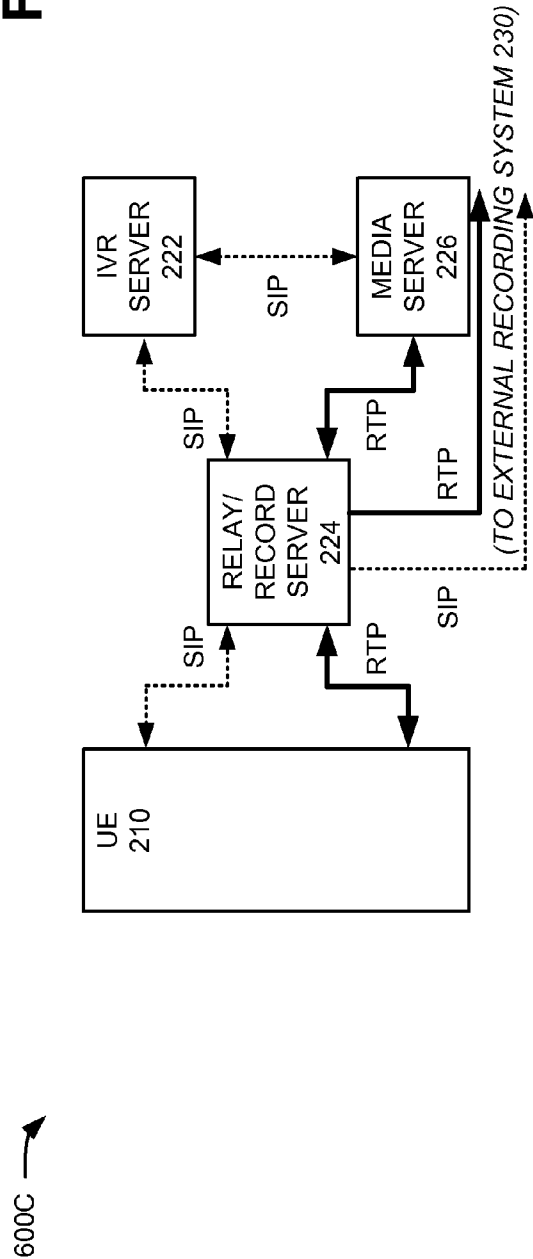 F
600C
UE
210
SIP
RTP
RELAY/
RECORD
SERVER
224
SIP
RTP
IVR
SERVER
222
SIP
MEDIA
SERVER
226
RTP
SIP
(TO EXTERNAL RECORDING SYSTEM 230)